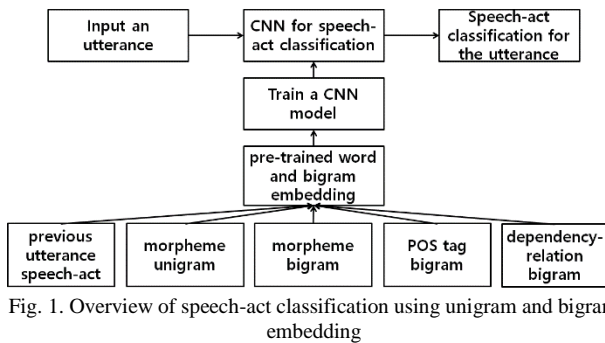 Input an
utterance
CNN for speech-
act classification
Speech-act
classification for
the utterance
Train a CNN
model
pre-trained word
and bigram
embedding
previous
utterance
speech-act
morpheme
unigram
morpheme
bigram
POS tag
bigram
dependency-
relation
bigram
Fig. 1. Overview of speech-act classification using unigram and bigram
embedding